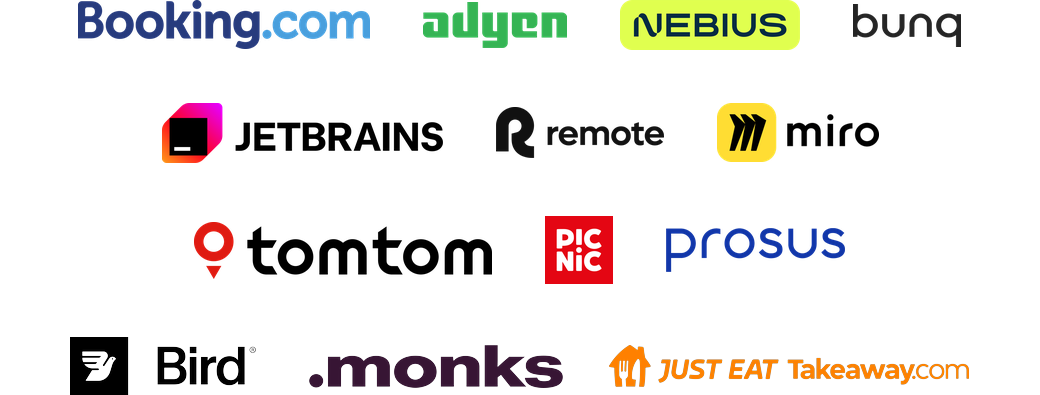 Booking.com adyen NEBIUS bunq
JETBRAINS remote miro
tomtom PIC NiC prosus
Bird® .monks JUST EAT Takeaway.com